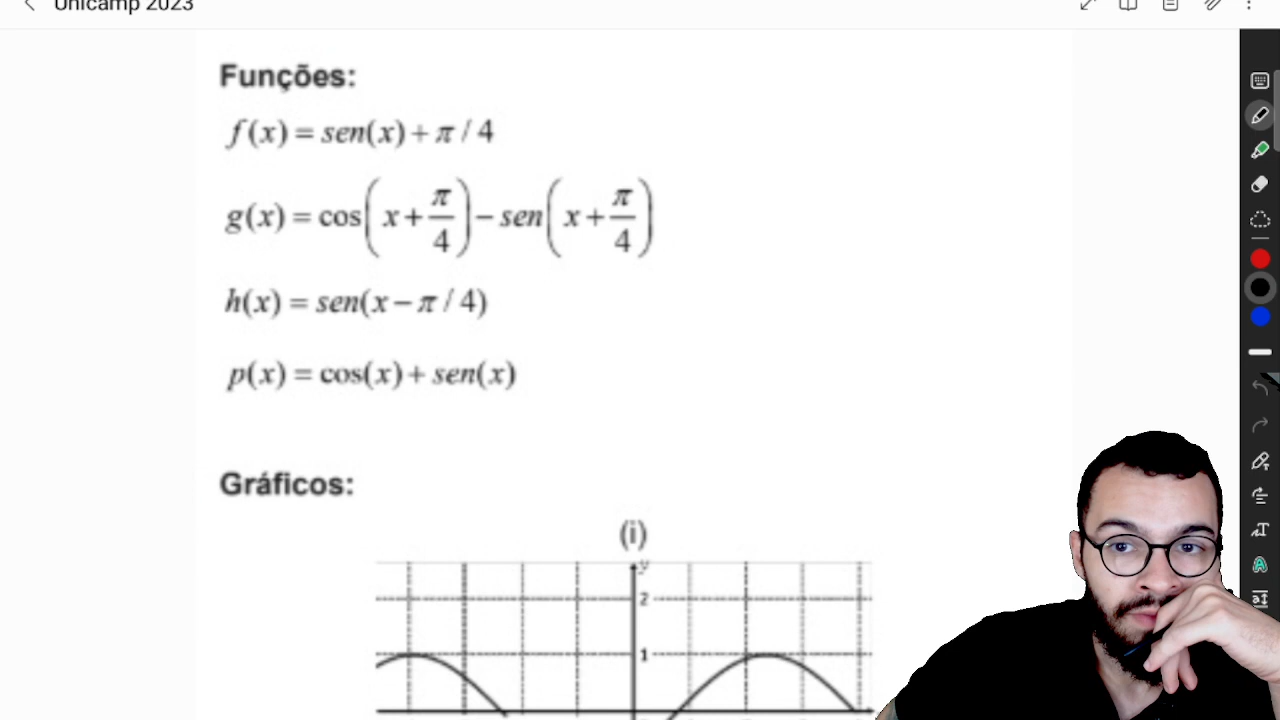 Unicamp 2023
Funções:
f(x) = sen(x) + π / 4
g(x) = cos(x + π/4) − sen(x + π/4)
h(x) = sen(x − π / 4)
p(x) = cos(x) + sen(x)
Gráficos:
(i)
y
2
1